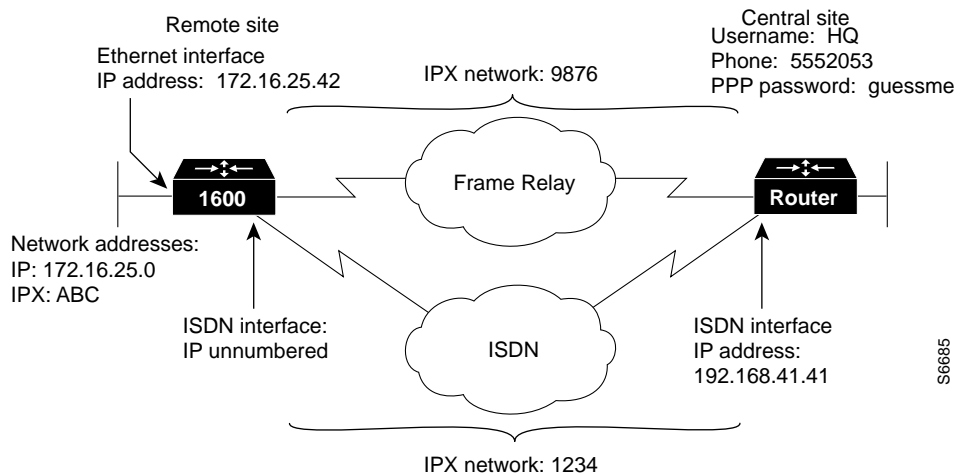 Remote site
Ethernet interface
IP address: 172.16.25.42
IPX network: 9876
Central site
Username: HQ
Phone: 5552053
PPP password: guessme
Frame Relay
1600
Router
Network addresses:
IP: 172.16.25.0
IPX: ABC
ISDN interface:
IP unnumbered
ISDN
ISDN interface
IP address:
192.168.41.41
S6685
IPX network: 1234